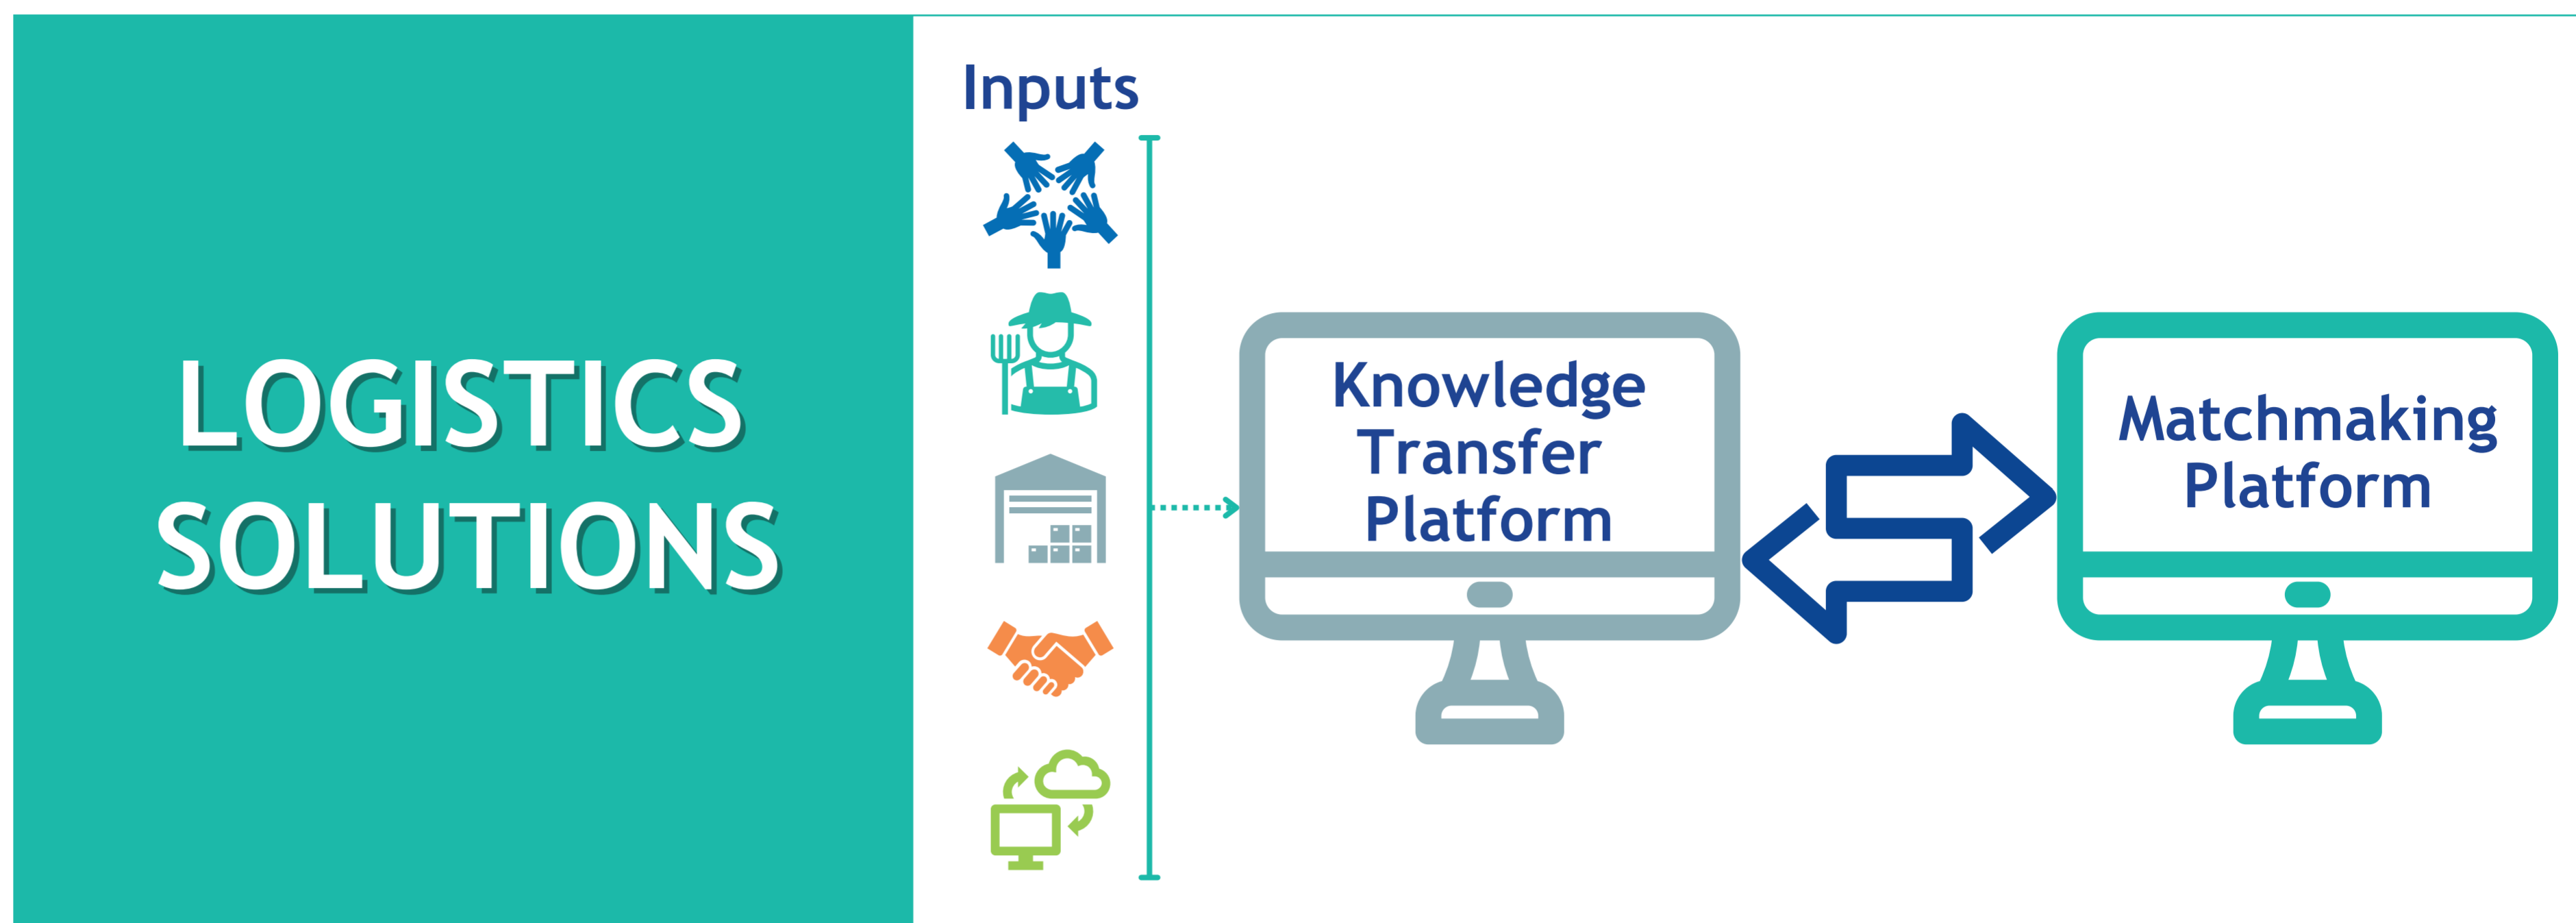 LOGISTICS
SOLUTIONS
Inputs
Knowledge
Transfer
Platform
Matchmaking
Platform